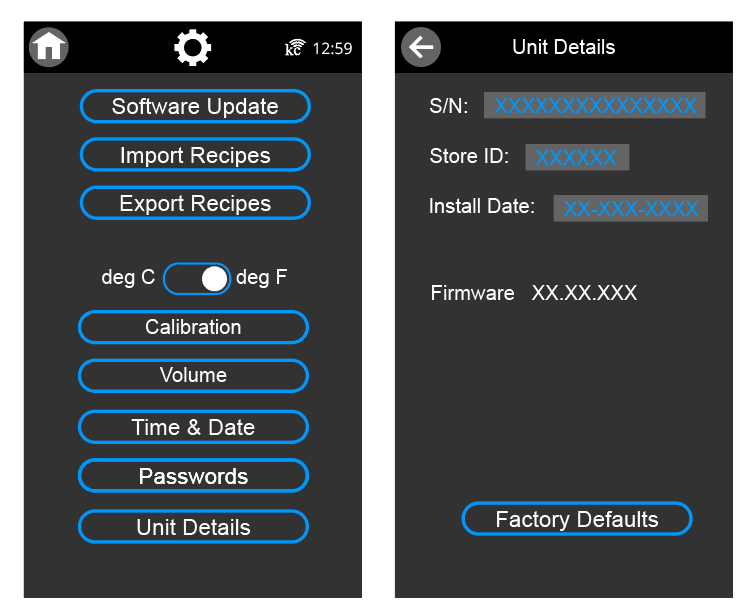 kc 12:59
Software Update
Import Recipes
Export Recipes
deg C deg F
Calibration
Volume
Time & Date
Passwords
Unit Details
Unit Details
S/N: XXXXXXXXXXXXXXX
Store ID: XXXXXX
Install Date: XX-XXX-XXXX
Firmware XX.XX.XXX
Factory Defaults